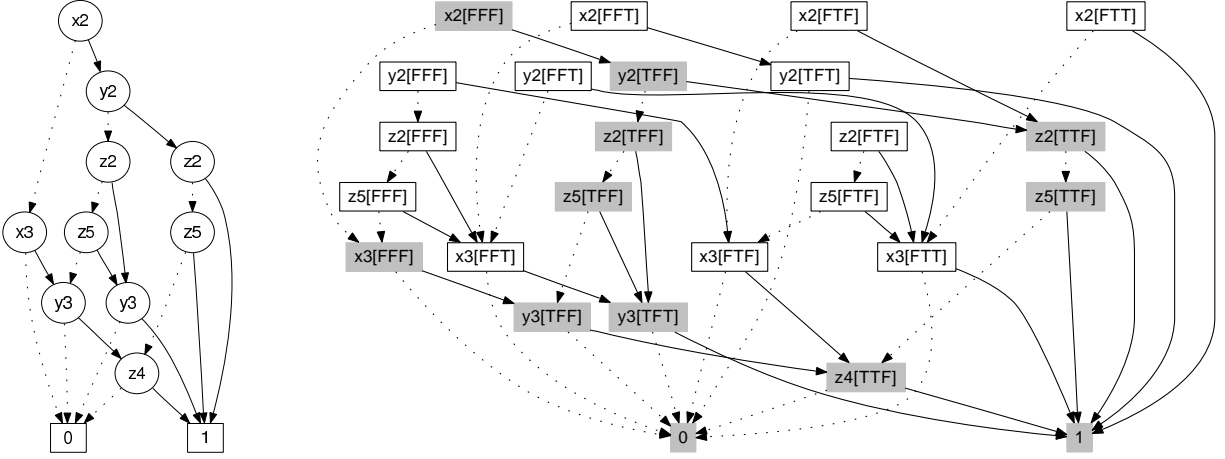 x2
y2
z2
z2
x3
z5
z5
y3
y3
z4
0
1
x2[FFF]
x2[FFT]
x2[FTF]
x2[FTT]
y2[FFF]
y2[FFT]
y2[TFF]
y2[TFT]
z2[FFF]
z2[TFF]
z2[FTF]
z2[TTF]
z5[FFF]
z5[TFF]
z5[FTF]
z5[TTF]
x3[FFF]
x3[FFT]
x3[FTF]
x3[FTT]
y3[TFF]
y3[TFT]
z4[TTF]
0
1